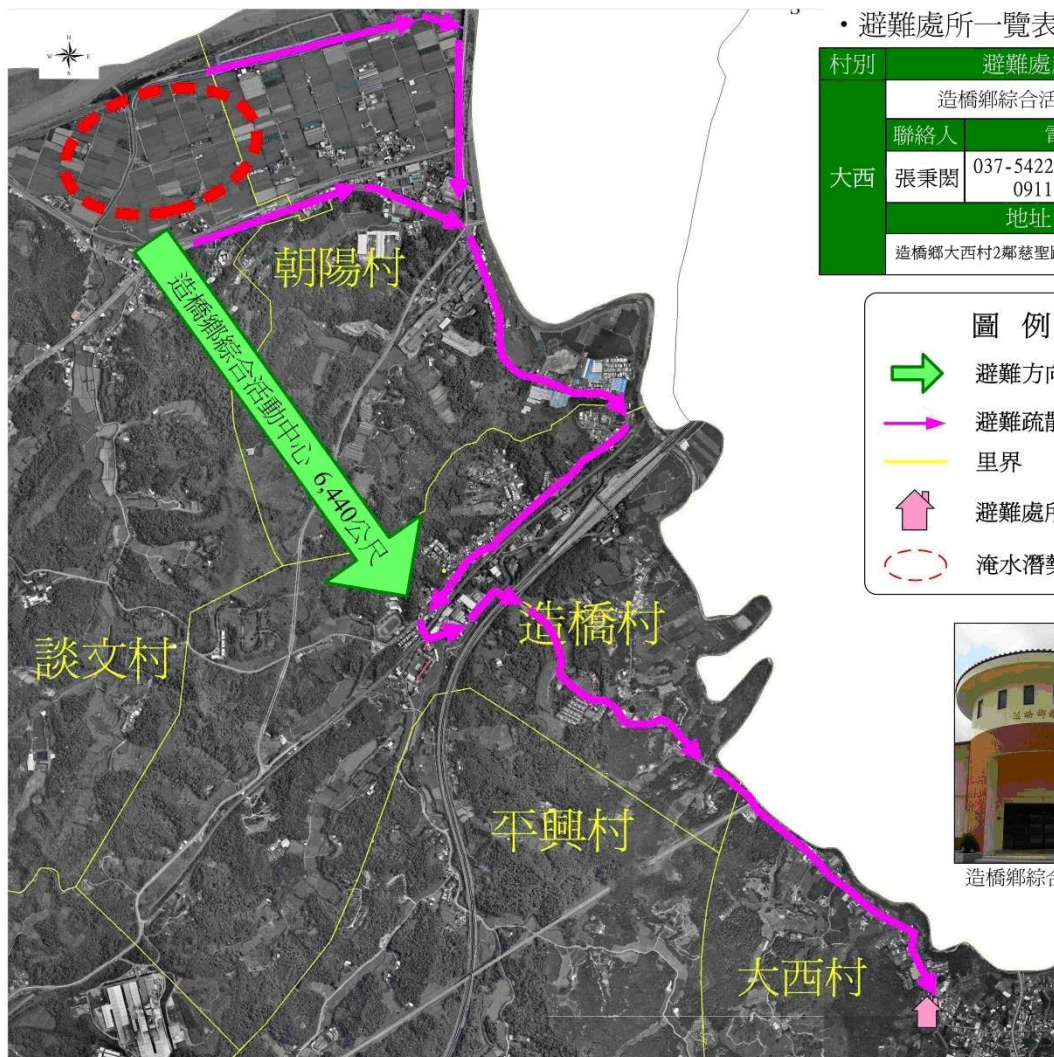 ・避難處所一覽表
村別 避難處
造橋鄉綜合活
聯絡人
大西 張秉閎 037-5422
0911
地址
造橋鄉大西村2鄰慈聖
圖 例
避難方向
避難疏散
里界
避難處所
淹水潛勢
N
W E
S
朝陽村
造橋鄉綜合活動中心 6,440公尺
造橋村
談文村
平興村
大西村
造橋鄉綜合